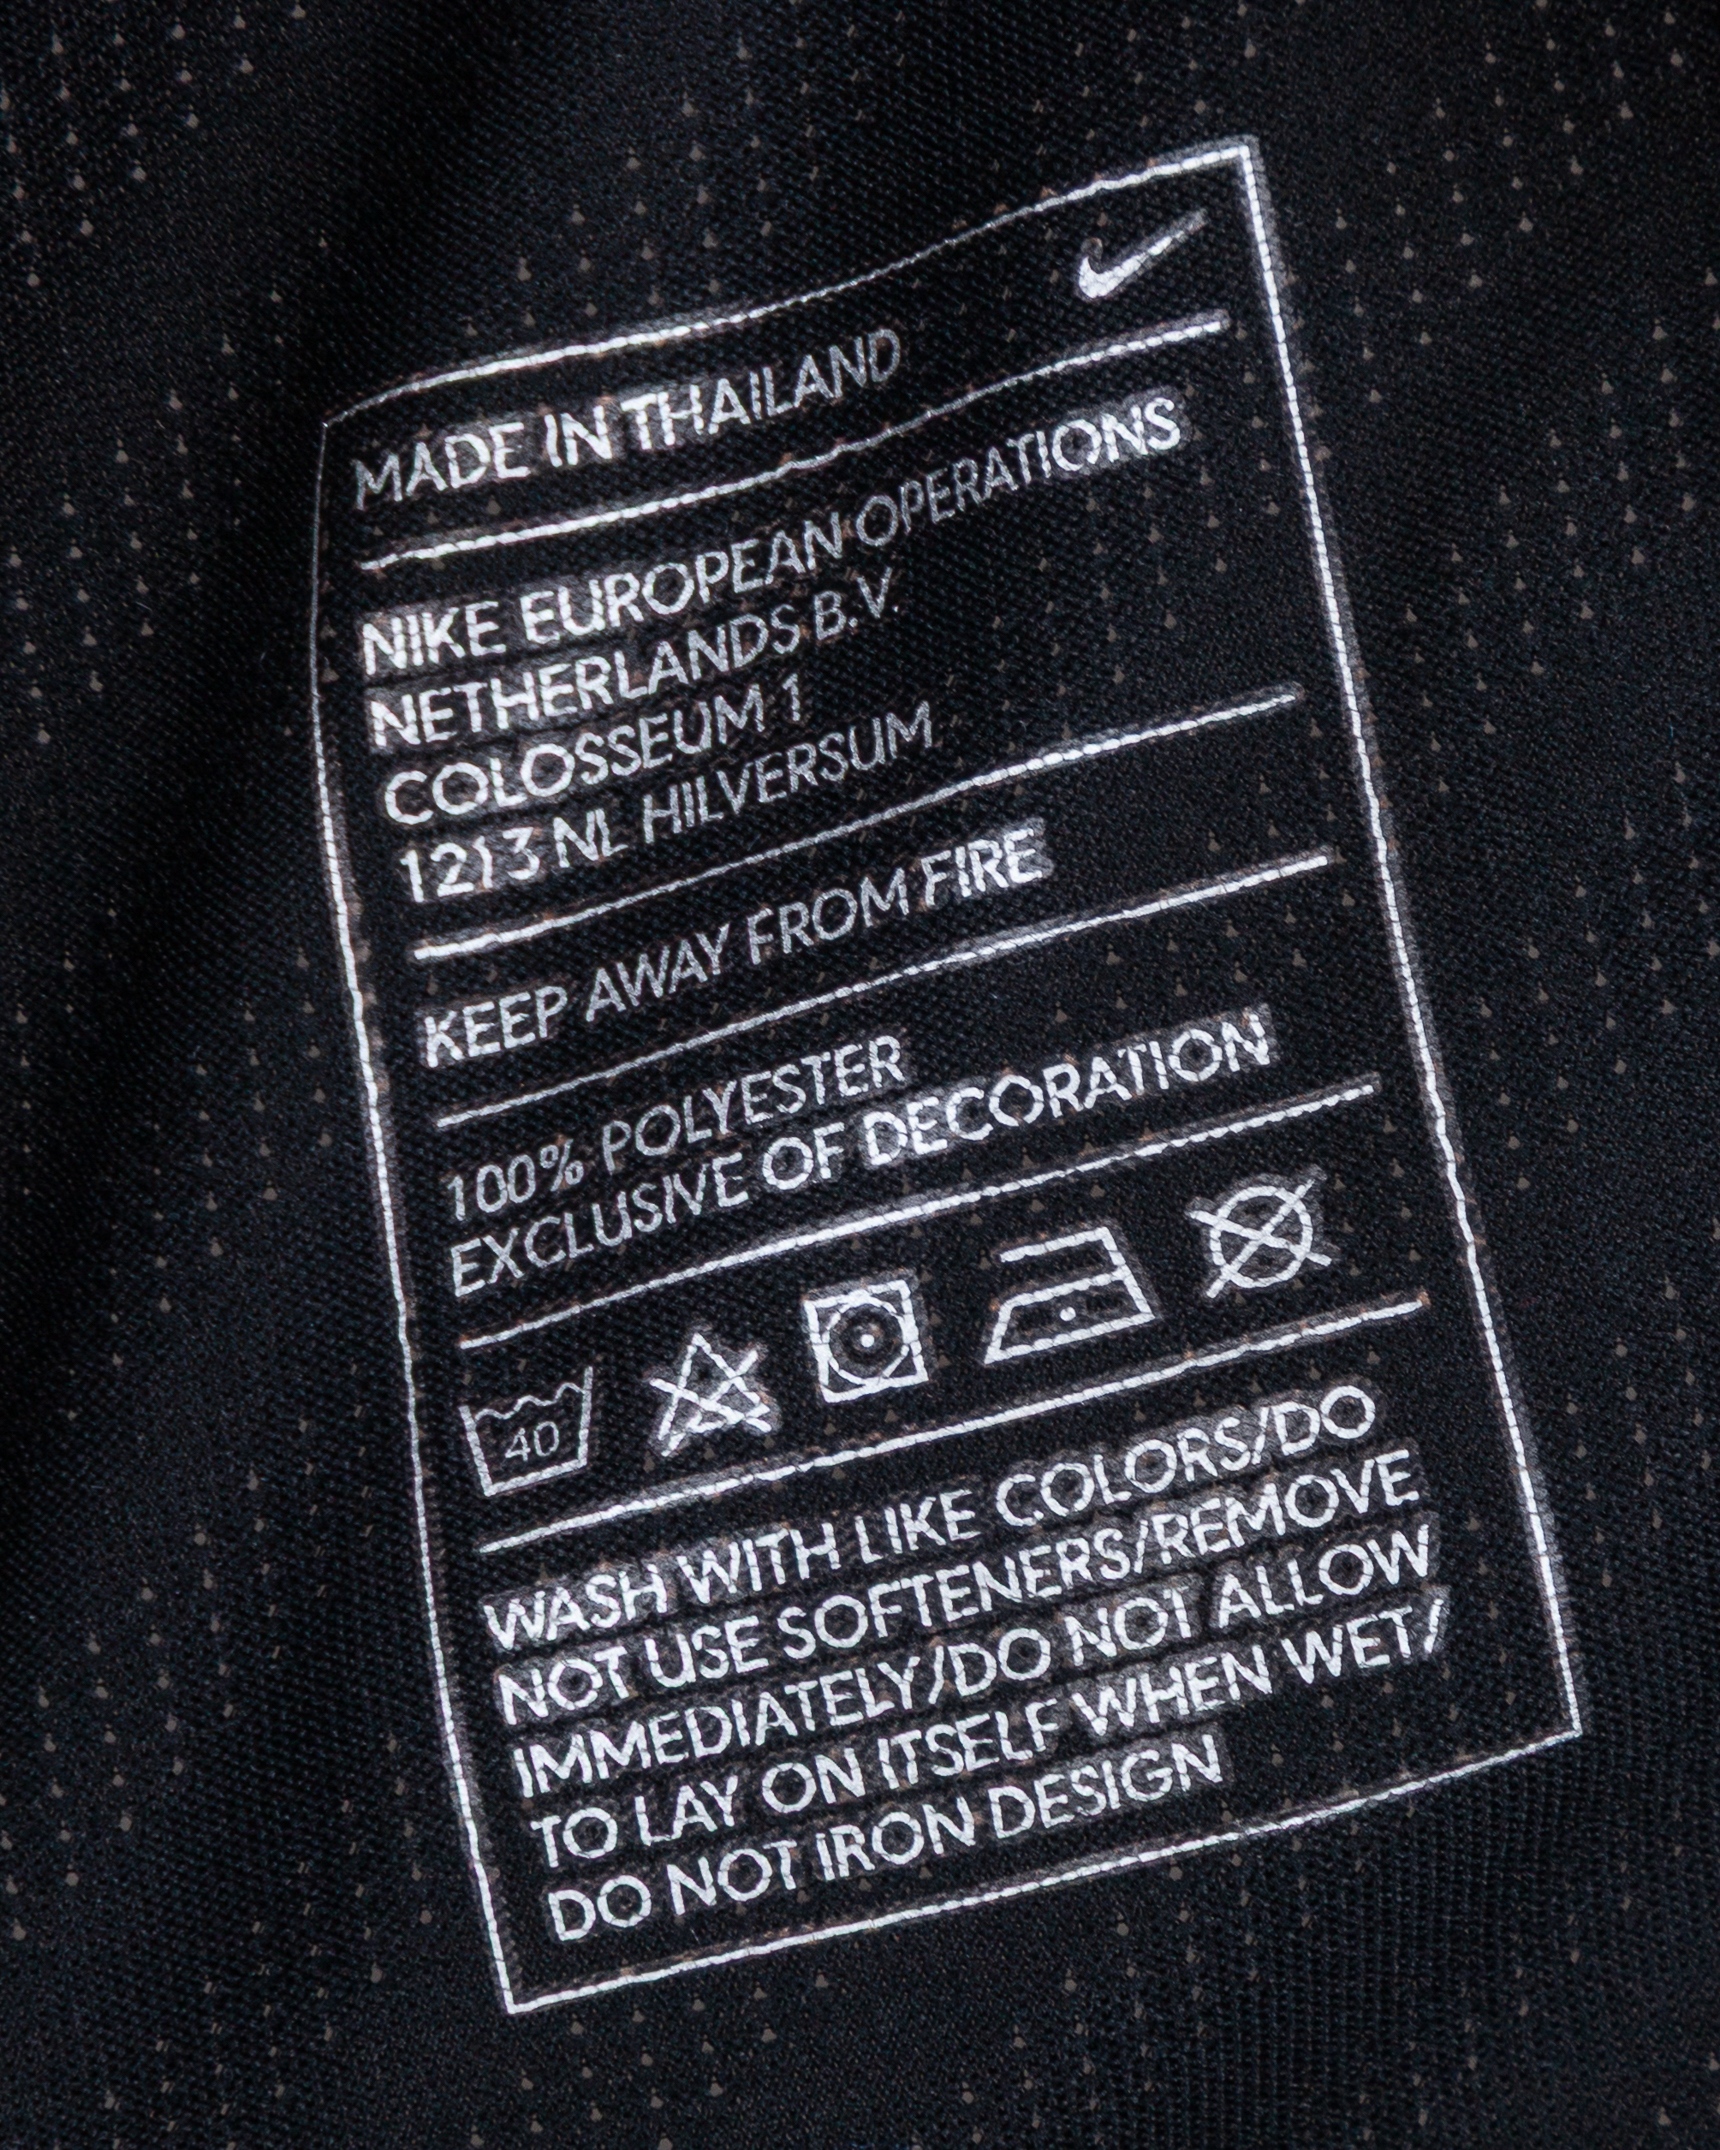 MADE IN THAILAND
NIKE EUROPEAN OPERATIONS
NETHERLANDS B.V.
COLOSSEUM 1
1213 NL HILVERSUM
KEEP AWAY FROM FIRE
100% POLYESTER
EXCLUSIVE OF DECORATION
40
WASH WITH LIKE COLORS/DO
NOT USE SOFTENERS/REMOVE
IMMEDIATELY/DO NOT ALLOW
TO LAY ON ITSELF WHEN WET/
DO NOT IRON DESIGN